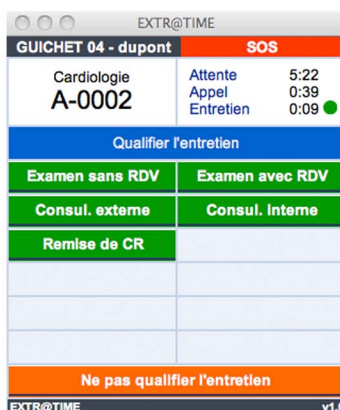 EXTR@TIME
GUICHET 04 - dupont SOS
Cardiologie
A-0002
Attente 5:22
Appel 0:39
Entretien 0:09
Qualifier l'entretien
Examen sans RDV Examen avec RDV
Consul. externe Consul. Interne
Remise de CR
Ne pas qualifier l'entretien
EXTR@TIME